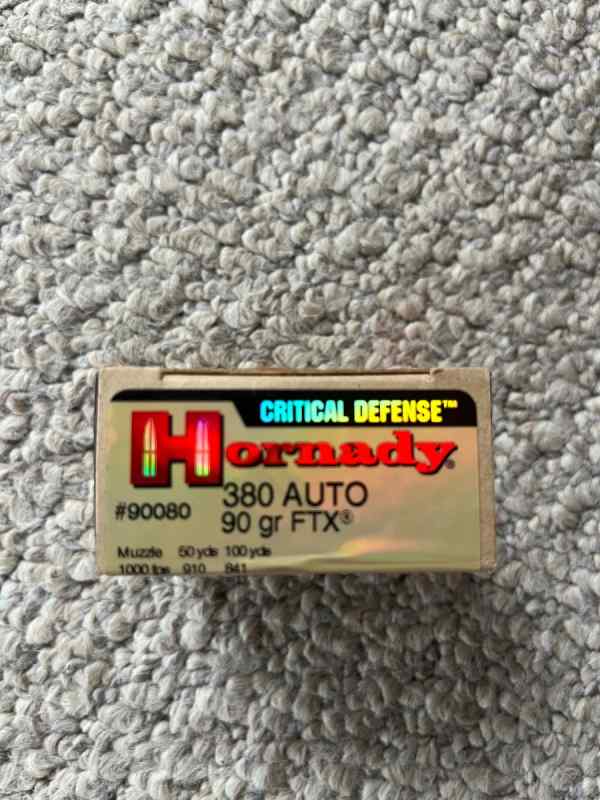 CRITICAL DEFENSE™
Hornady®
#90080
380 AUTO
90 gr FTX®
Muzzle 50 yds 100 yds
1000 fps 910 841